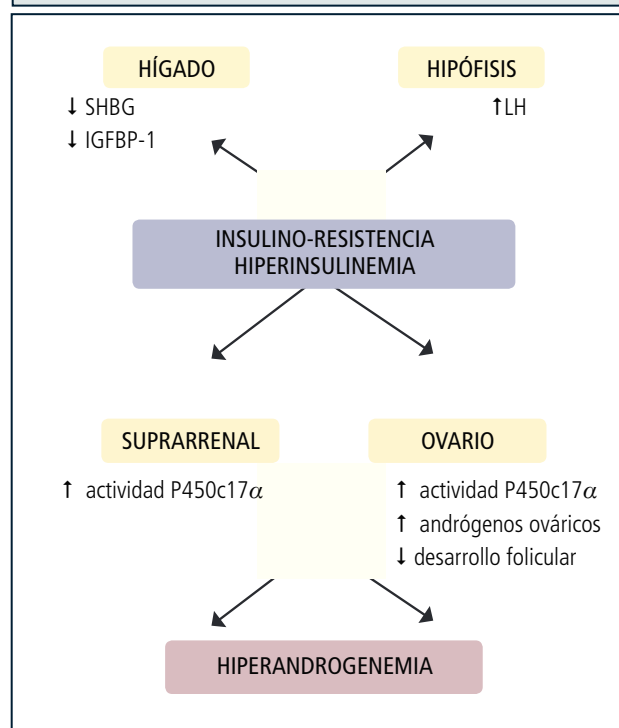 HÍGADO
↓ SHBG
↓ IGFBP-1
HIPÓFISIS
↑LH
INSULINO-RESISTENCIA
HIPERINSULINEMIA
SUPRARRENAL
↑ actividad P450c17α
OVARIO
↑ actividad P450c17α
↑ andrógenos ováricos
↓ desarrollo folicular
HIPERANDROGENEMIA